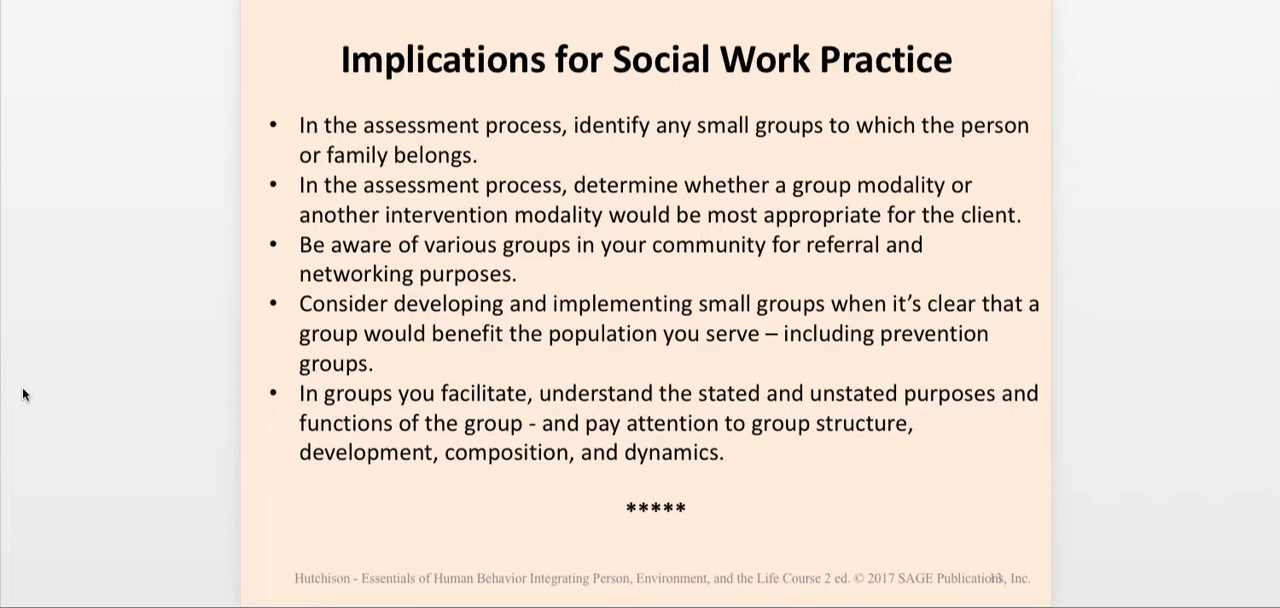 Implications for Social Work Practice
• In the assessment process, identify any small groups to which the person
or family belongs.
• In the assessment process, determine whether a group modality or
another intervention modality would be most appropriate for the client.
• Be aware of various groups in your community for referral and
networking purposes.
• Consider developing and implementing small groups when it’s clear that a
group would benefit the population you serve – including prevention
groups.
• In groups you facilitate, understand the stated and unstated purposes and
functions of the group - and pay attention to group structure,
development, composition, and dynamics.
*****
Hutchison - Essentials of Human Behavior Integrating Person, Environment, and the Life Course 2 ed. © 2017 SAGE Publications, Inc.